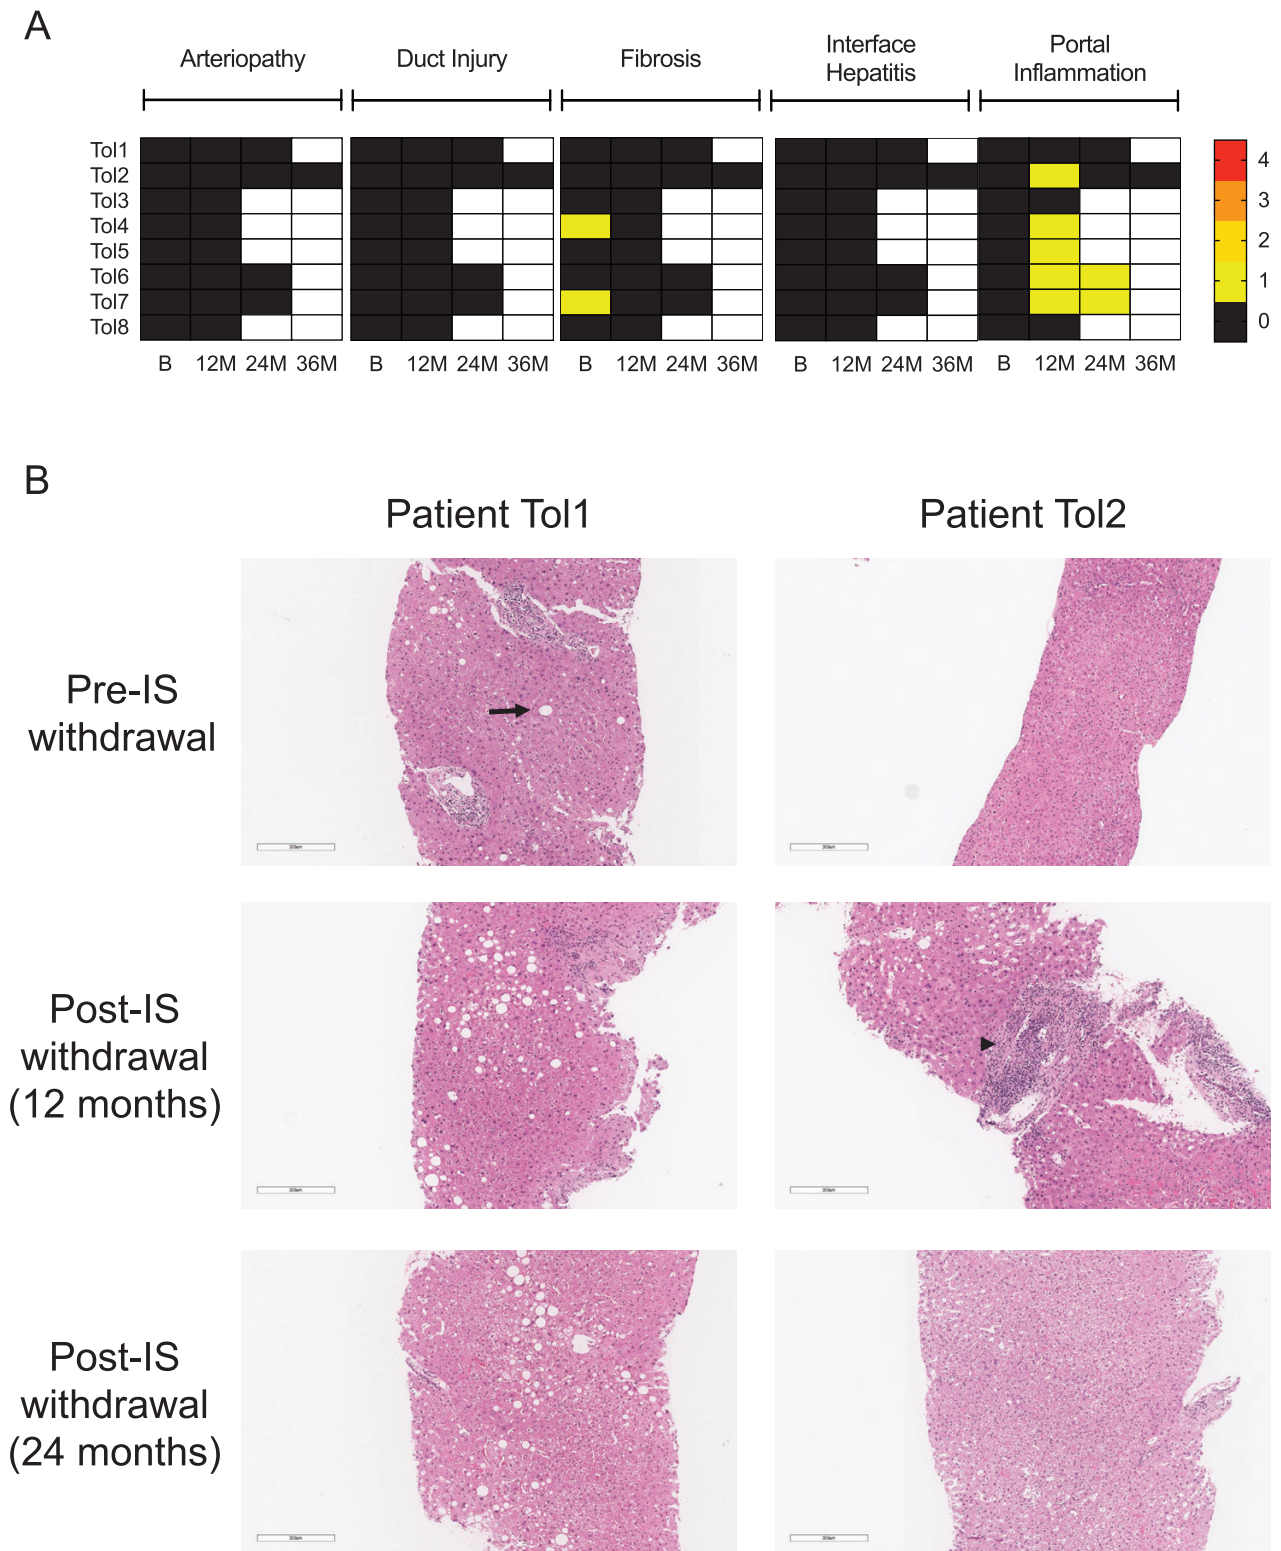 A
Arteriopathy
Duct Injury
Fibrosis
Interface
Hepatitis
Portal
Inflammation
Tol1
Tol2
Tol3
Tol4
Tol5
Tol6
Tol7
Tol8
B 12M 24M 36M
B 12M 24M 36M
B 12M 24M 36M
B 12M 24M 36M
B 12M 24M 36M
4
3
2
1
0
B
Patient Tol1
Patient Tol2
Pre-IS
withdrawal
Post-IS
withdrawal
(12 months)
Post-IS
withdrawal
(24 months)